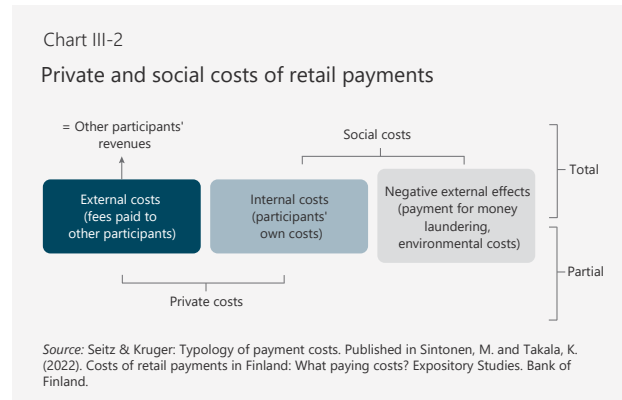 Chart III-2
Private and social costs of retail payments
= Other participants'
revenues
Social costs
Total
External costs
(fees paid to
other participants)
Internal costs
(participants'
own costs)
Negative external effects
(payment for money
laundering,
environmental costs)
Partial
Private costs
Source: Seitz & Kruger: Typology of payment costs. Published in Sintonen, M. and Takala, K.
(2022). Costs of retail payments in Finland: What paying costs? Expository Studies. Bank of
Finland.